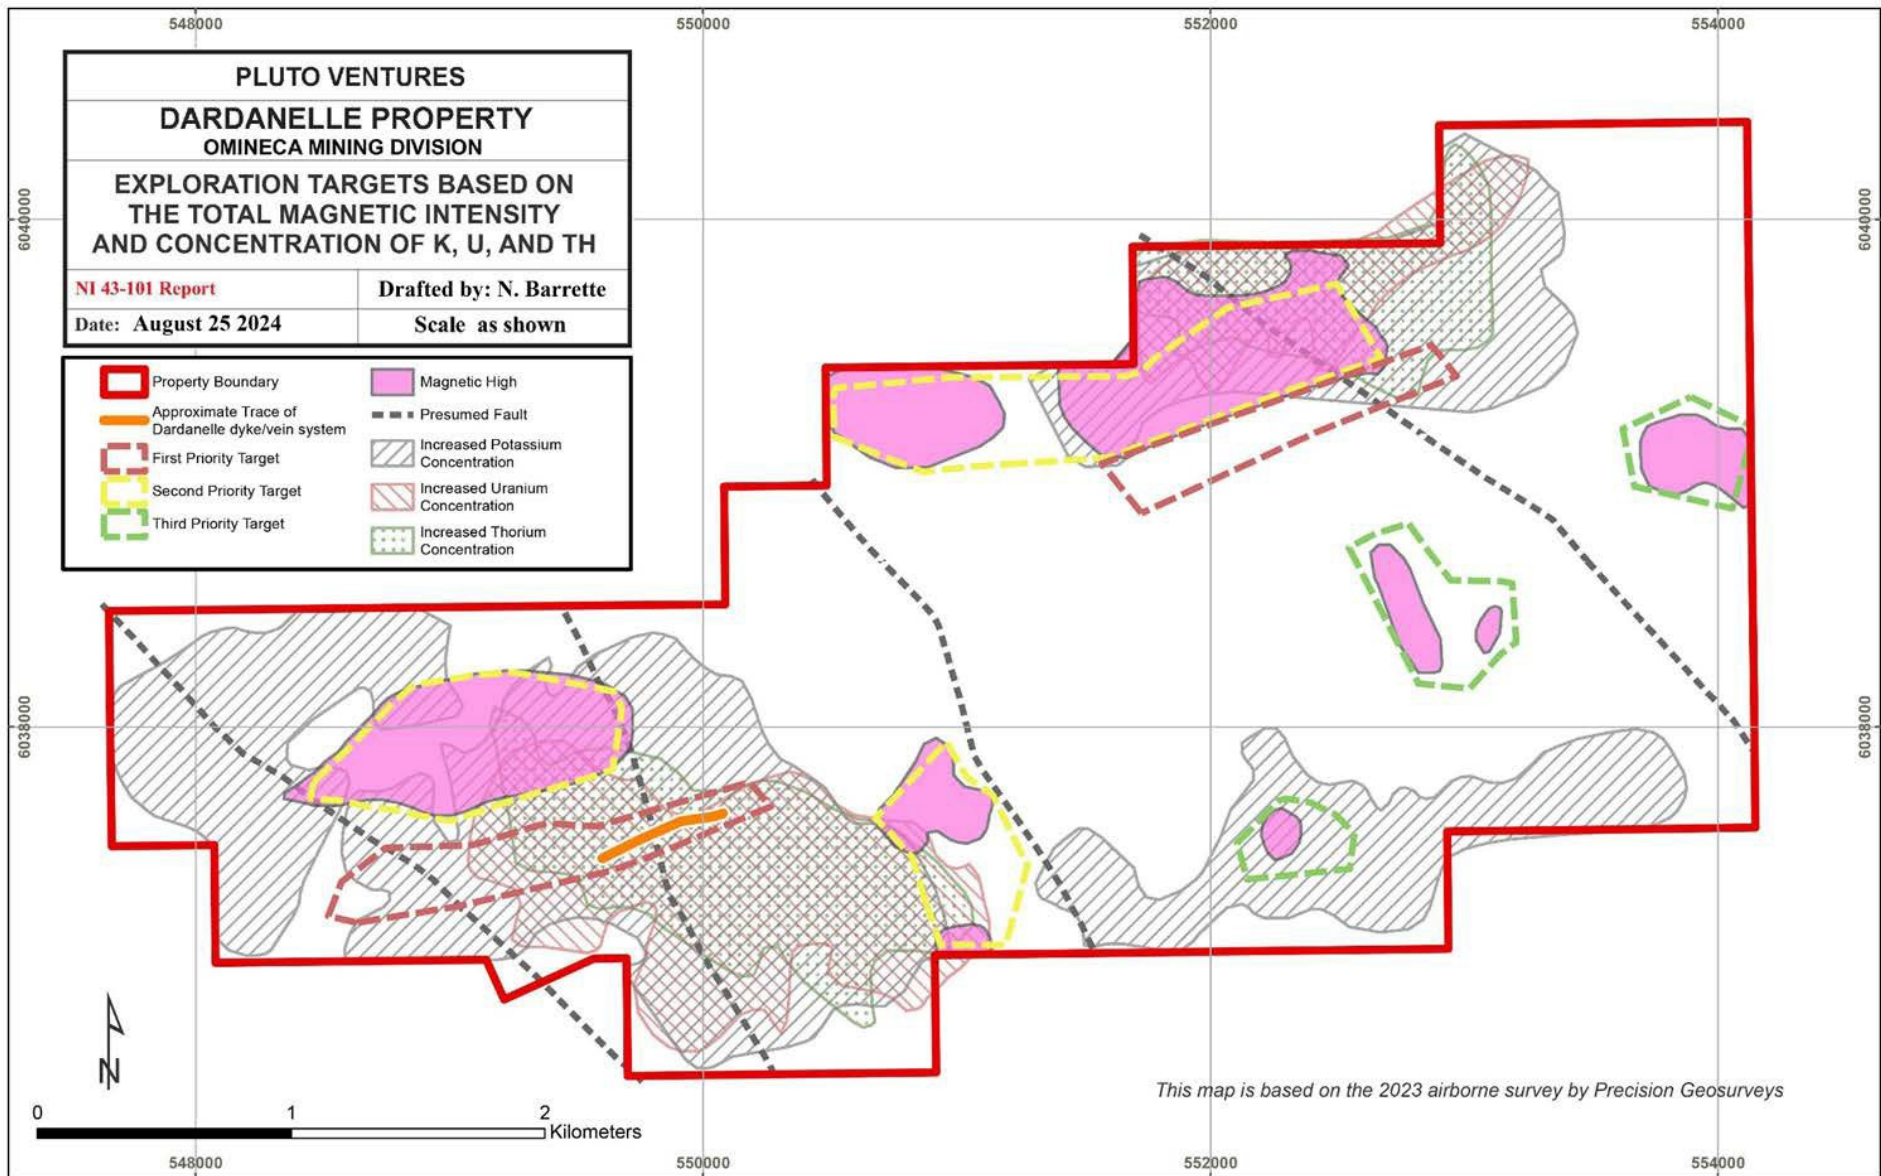 548000
550000
552000
554000
PLUTO VENTURES
DARDANELLE PROPERTY
OMINECA MINING DIVISION
EXPLORATION TARGETS BASED ON
THE TOTAL MAGNETIC INTENSITY
AND CONCENTRATION OF K, U, AND TH
NI 43-101 Report
Drafted by: N. Barrette
Date: August 25 2024
Scale as shown
Property Boundary
Approximate Trace of
Dardanelle dyke/vein system
First Priority Target
Second Priority Target
Third Priority Target
Magnetic High
Presumed Fault
Increased Potassium
Concentration
Increased Uranium
Concentration
Increased Thorium
Concentration
6040000
6040000
6038000
6038000
N
0
1
2
Kilometers
This map is based on the 2023 airborne survey by Precision Geosurveys
548000
550000
552000
554000